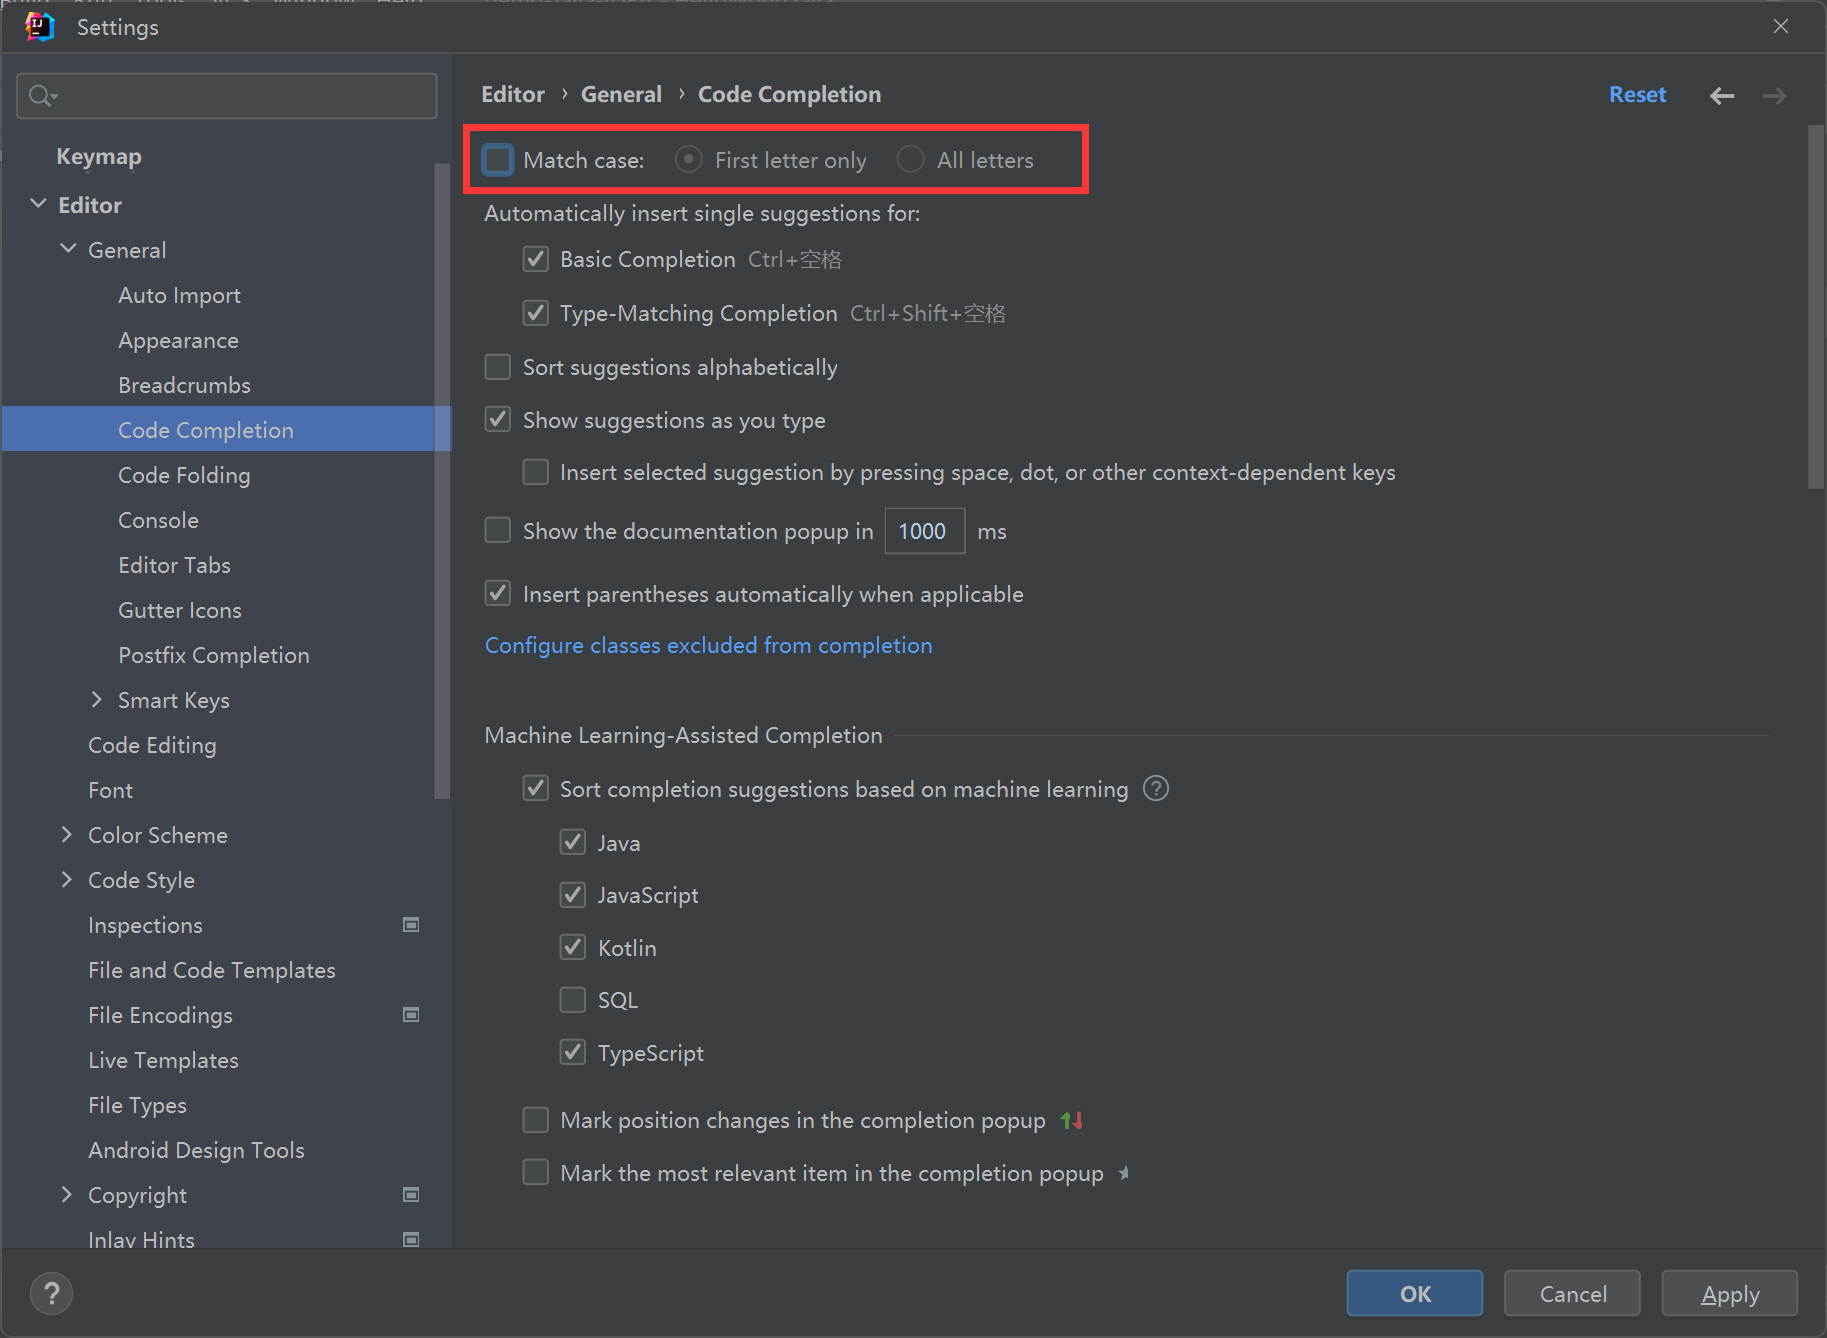 Settings
Keymap
Editor
General
Auto Import
Appearance
Breadcrumbs
Code Completion
Code Folding
Console
Editor Tabs
Gutter Icons
Postfix Completion
Smart Keys
Code Editing
Font
Color Scheme
Code Style
Inspections
File and Code Templates
File Encodings
Live Templates
File Types
Android Design Tools
Copyright
Inlay Hints
Editor › General › Code Completion
Reset
Match case: First letter only All letters
Automatically insert single suggestions for:
Basic Completion Ctrl+空格
Type-Matching Completion Ctrl+Shift+空格
Sort suggestions alphabetically
Show suggestions as you type
Insert selected suggestion by pressing space, dot, or other context-dependent keys
Show the documentation popup in 1000 ms
Insert parentheses automatically when applicable
Configure classes excluded from completion
Machine Learning-Assisted Completion
Sort completion suggestions based on machine learning ?
Java
JavaScript
Kotlin
SQL
TypeScript
Mark position changes in the completion popup
Mark the most relevant item in the completion popup
?
OK Cancel Apply